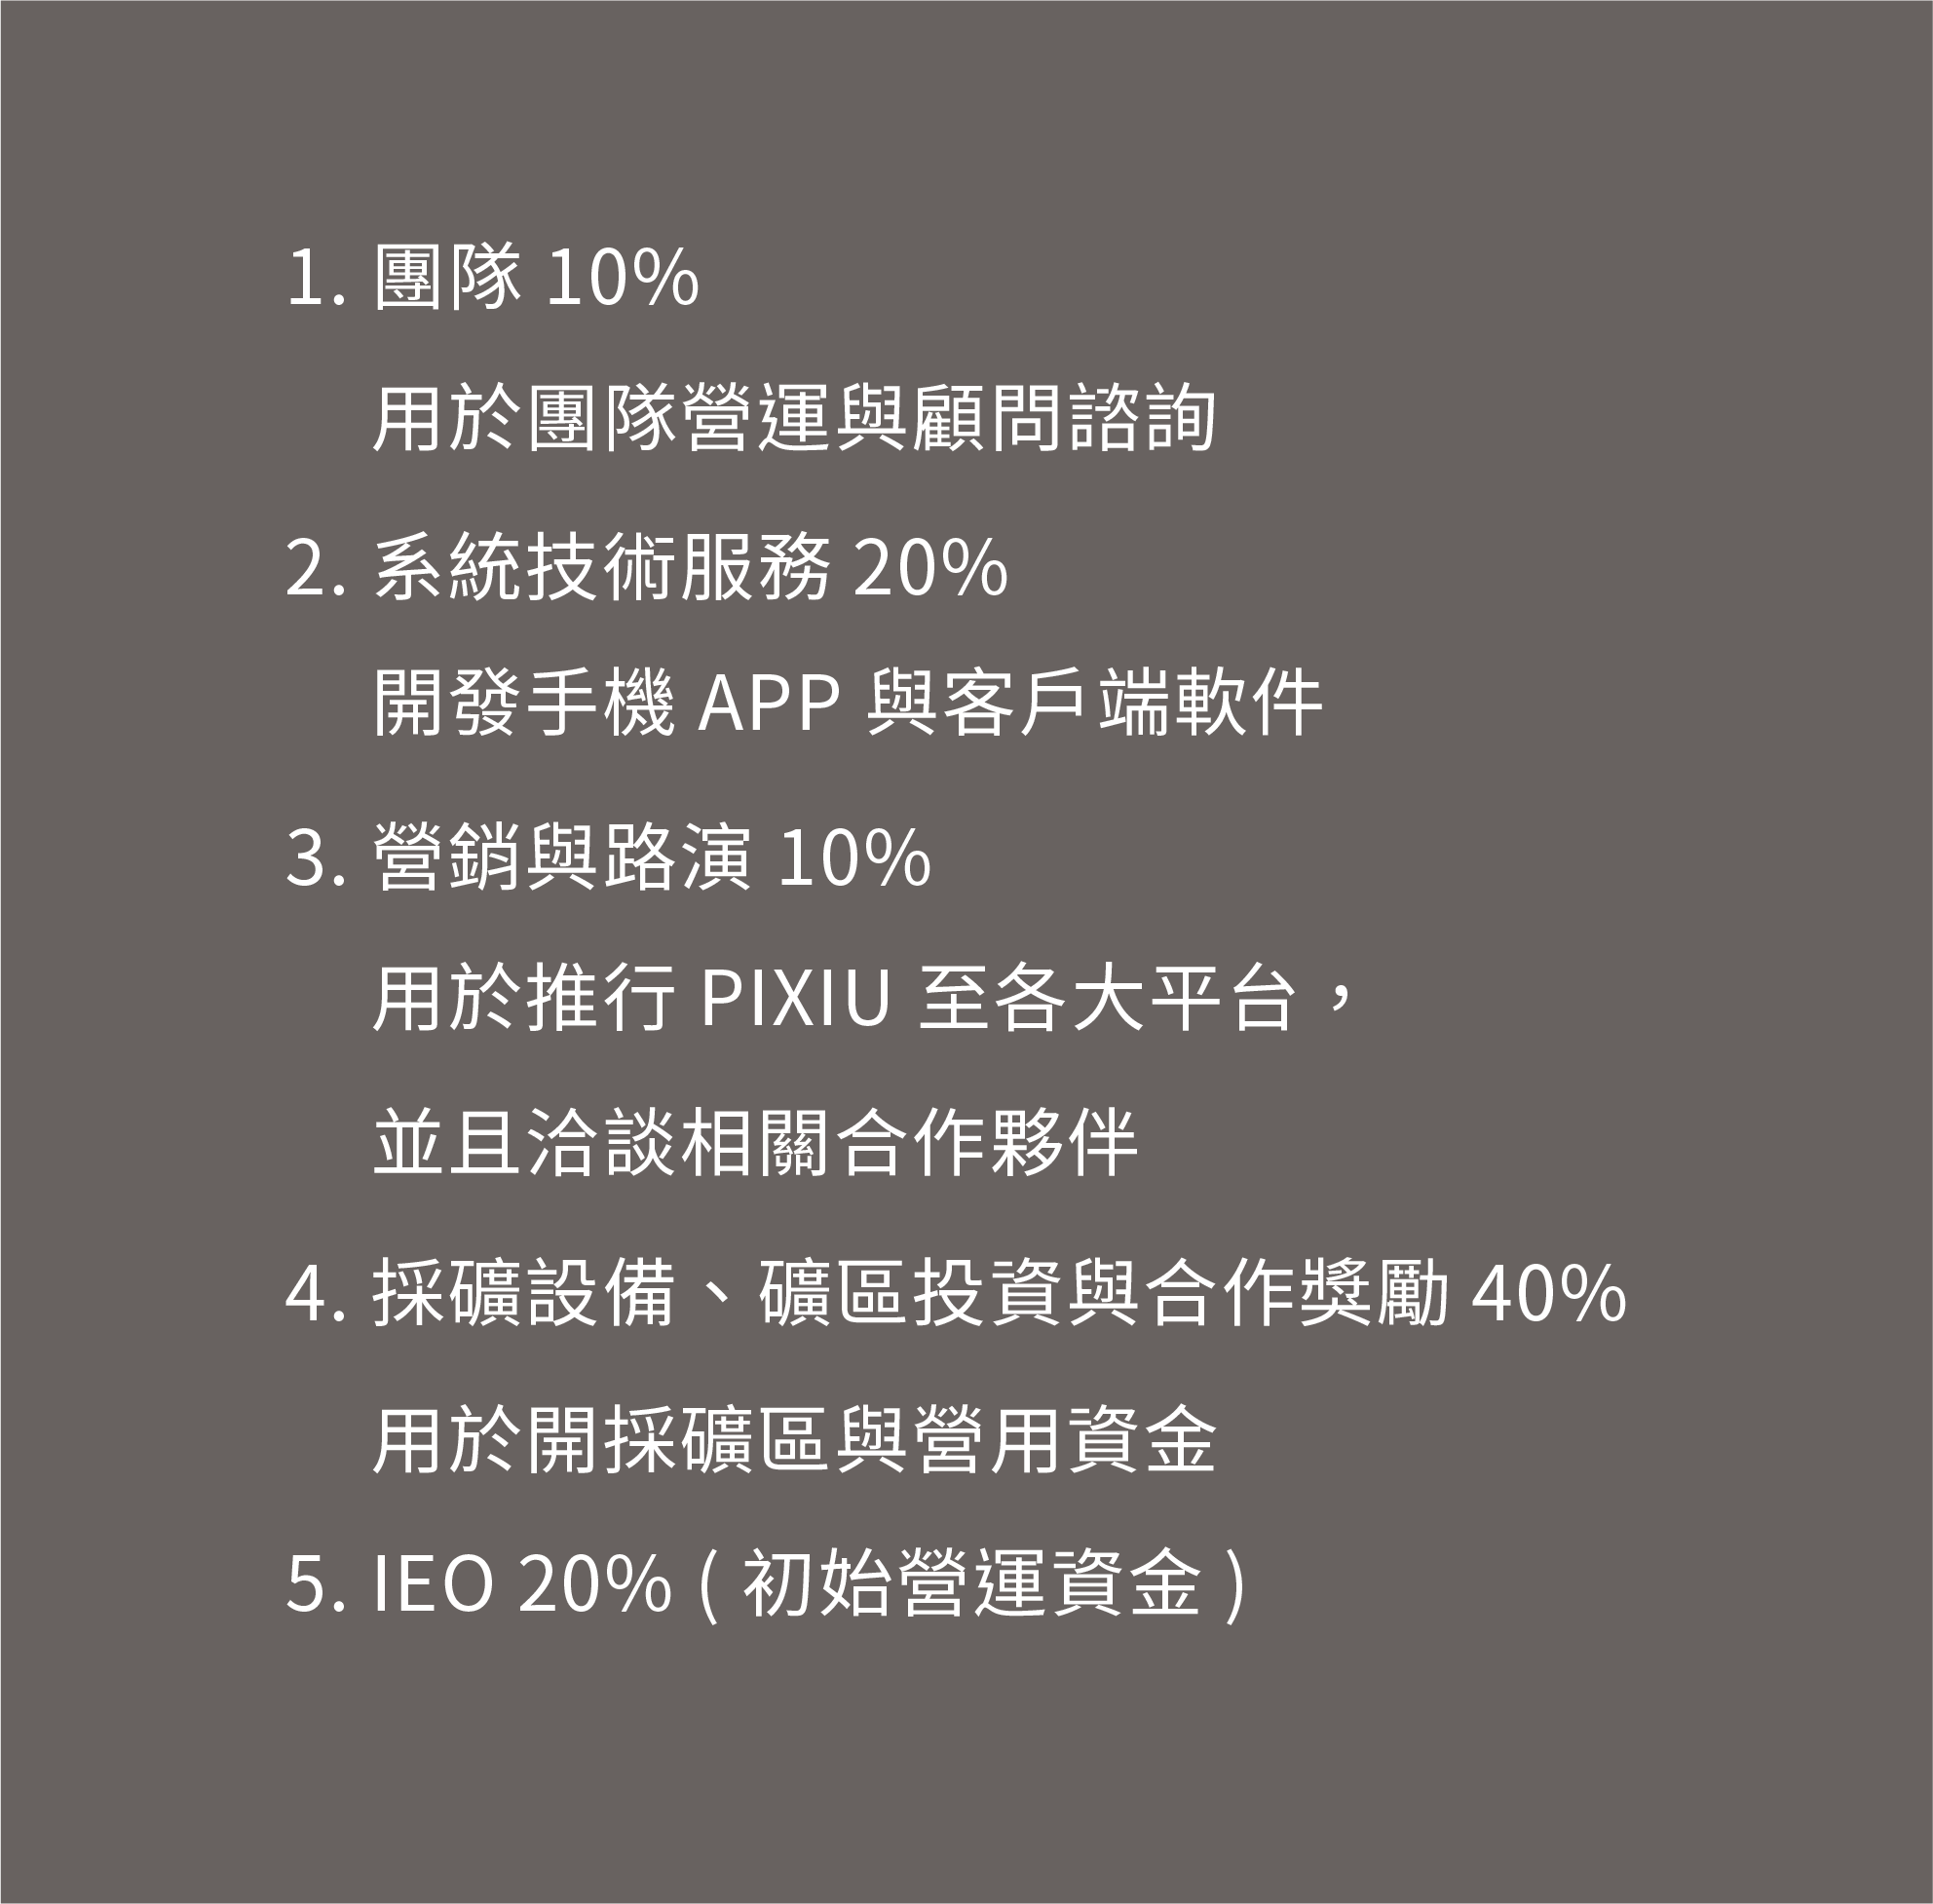 1. 團隊 10%
用於團隊營運與顧問諮詢
2. 系統技術服務 20%
開發手機 APP 與客戶端軟件
3. 營銷與路演 10%
用於推行 PIXIU 至各大平台，
並且洽談相關合作夥伴
4. 採礦設備、礦區投資與合作獎勵 40%
用於開採礦區與營用資金
5. IEO 20% ( 初始營運資金 )